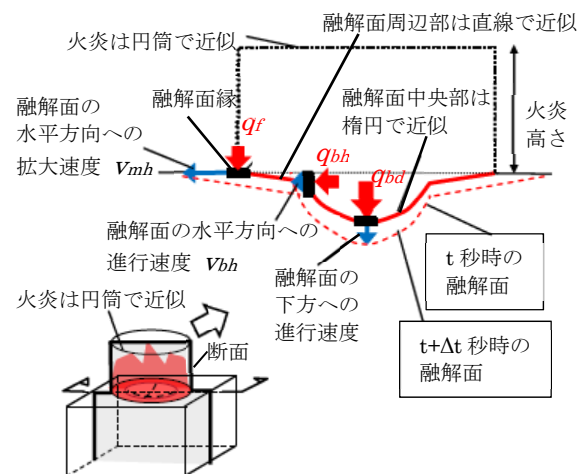 火炎は円筒で近似
融解面周辺部は直線で近似
融解面の
水平方向への
拡大速度 vmh
融解面縁
qf
融解面中央部は
楕円で近似
火炎
高さ
qbh
qbd
融解面の水平方向への
進行速度 vbh
融解面の
下方への
進行速度
t 秒時の
融解面
t+Δt 秒時の
融解面
火炎は円筒で近似
断面
A
A